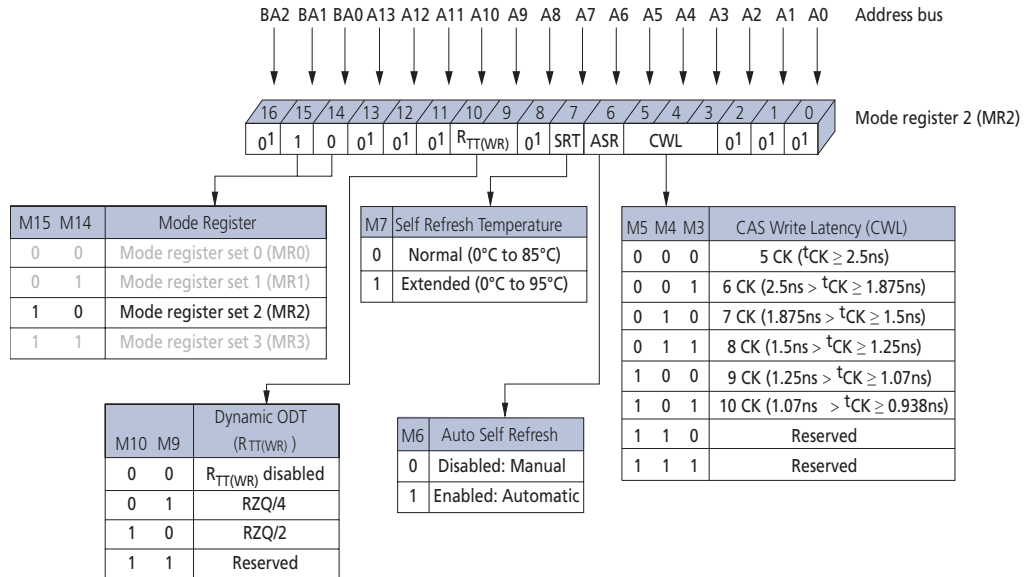 BA2 BA1 BA0 A13 A12 A11 A10 A9 A8 A7 A6 A5 A4 A3 A2 A1 A0 Address bus
16 15 14 13 12 11 10 9 8 7 6 5 4 3 2 1 0
Mode register 2 (MR2)
0¹ 1 0 0¹ 0¹ 0¹ RTT(WR) 0¹ SRT ASR CWL 0¹ 0¹ 0¹
M15 M14 Mode Register
0 0 Mode register set 0 (MR0)
0 1 Mode register set 1 (MR1)
1 0 Mode register set 2 (MR2)
1 1 Mode register set 3 (MR3)
M7 Self Refresh Temperature
0 Normal (0°C to 85°C)
1 Extended (0°C to 95°C)
M5 M4 M3 CAS Write Latency (CWL)
0 0 0 5 CK (tCK ≥ 2.5ns)
0 0 1 6 CK (2.5ns > tCK ≥ 1.875ns)
0 1 0 7 CK (1.875ns > tCK ≥ 1.5ns)
0 1 1 8 CK (1.5ns > tCK ≥ 1.25ns)
1 0 0 9 CK (1.25ns > tCK ≥ 1.07ns)
1 0 1 10 CK (1.07ns > tCK ≥ 0.938ns)
1 1 0 Reserved
1 1 1 Reserved
M10 M9 Dynamic ODT
(RTT(WR) )
0 0 RTT(WR) disabled
0 1 RZQ/4
1 0 RZQ/2
1 1 Reserved
M6 Auto Self Refresh
0 Disabled: Manual
1 Enabled: Automatic